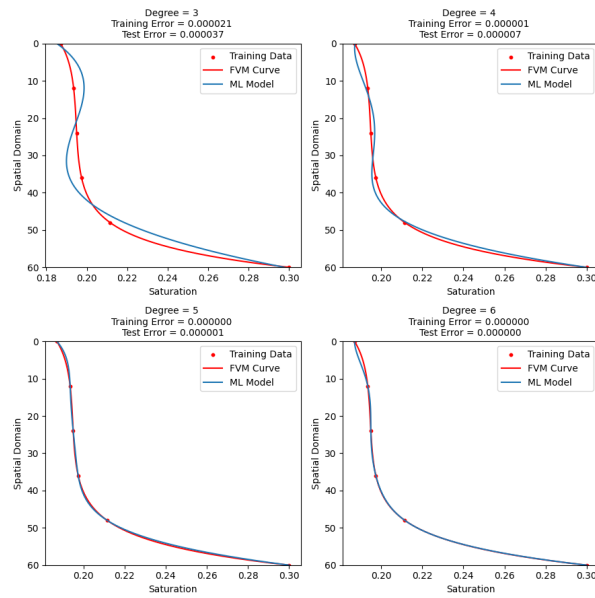 Degree = 3
Training Error = 0.000021
Test Error = 0.000037
0
10
20
30
40
50
60
Spatial Domain
Training Data
FVM Curve
ML Model
0.18 0.20 0.22 0.24 0.26 0.28 0.30
Saturation
Degree = 4
Training Error = 0.000001
Test Error = 0.000007
0
10
20
30
40
50
60
Spatial Domain
Training Data
FVM Curve
ML Model
0.20 0.22 0.24 0.26 0.28 0.30
Saturation
Degree = 5
Training Error = 0.000000
Test Error = 0.000001
0
10
20
30
40
50
60
Spatial Domain
Training Data
FVM Curve
ML Model
0.20 0.22 0.24 0.26 0.28 0.30
Saturation
Degree = 6
Training Error = 0.000000
Test Error = 0.000000
0
10
20
30
40
50
60
Spatial Domain
Training Data
FVM Curve
ML Model
0.20 0.22 0.24 0.26 0.28 0.30
Saturation